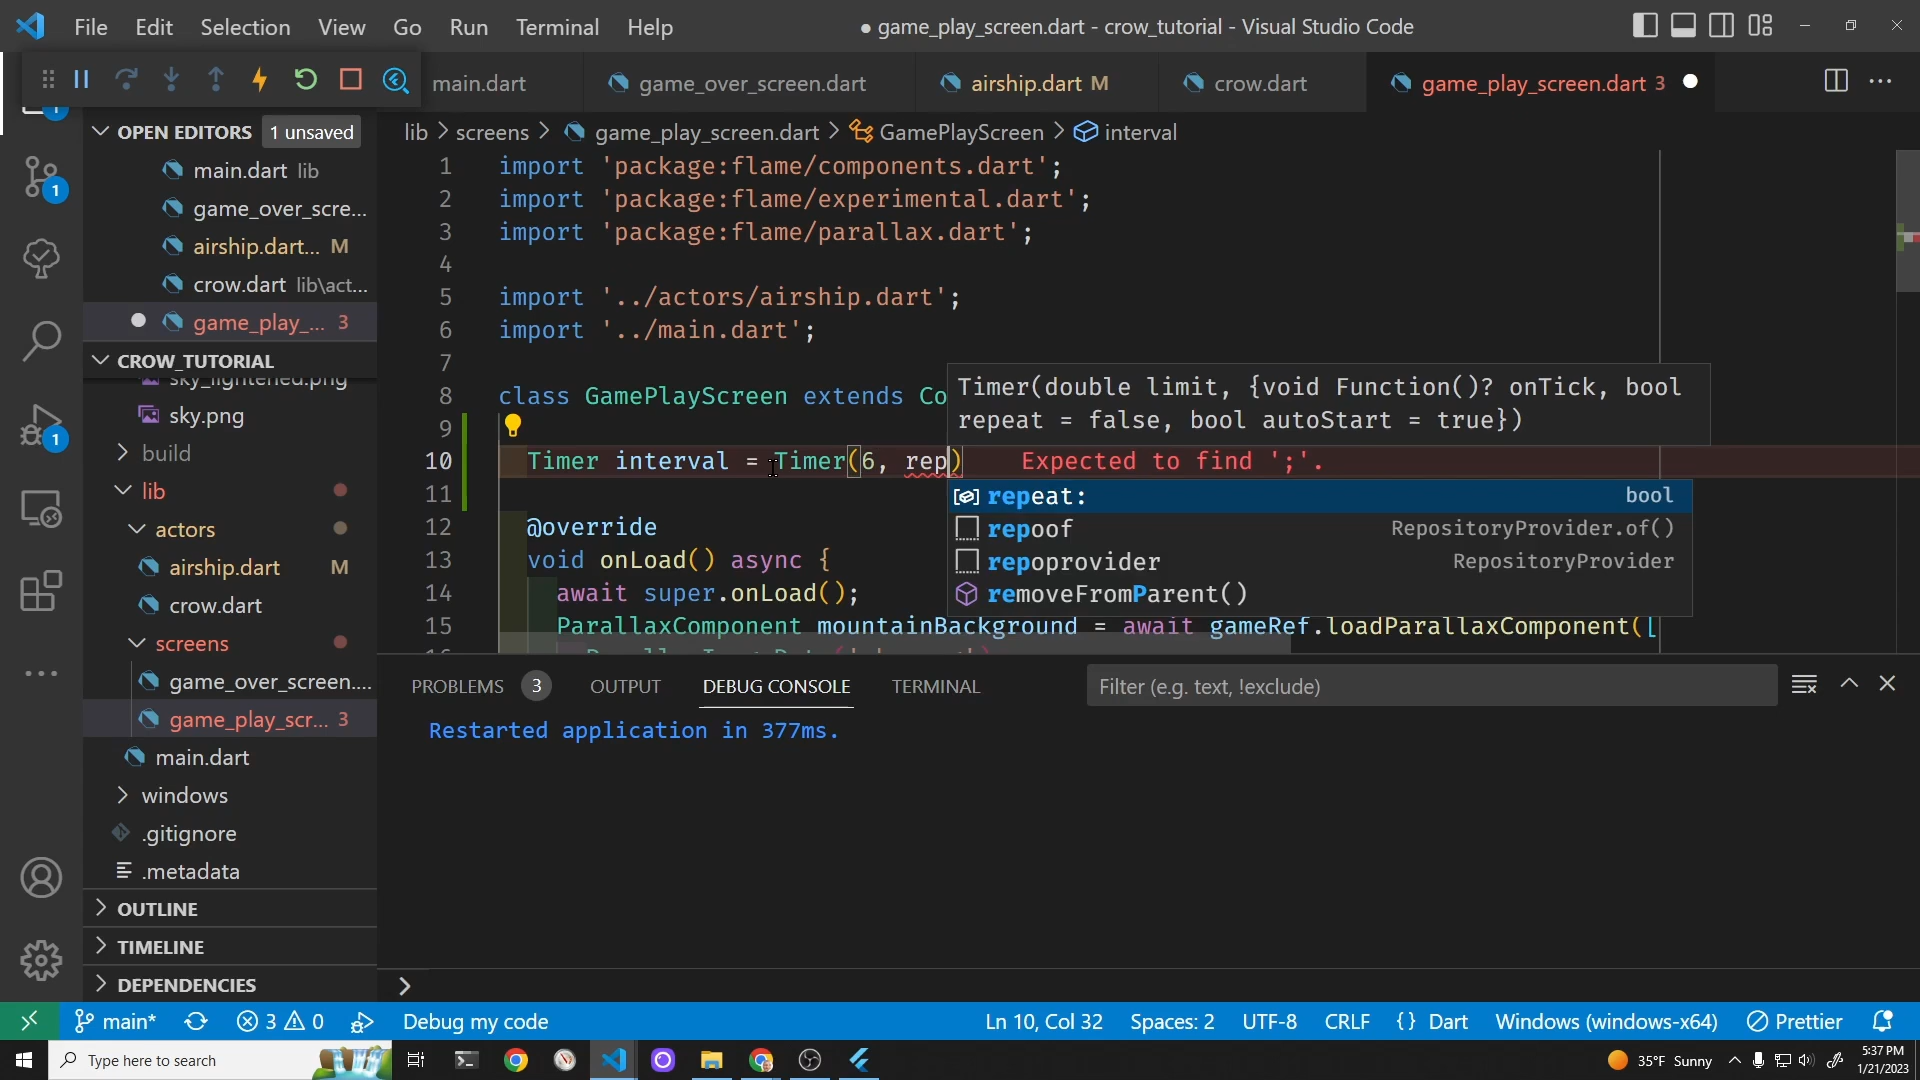 File Edit Selection View Go Run Terminal Help
● game_play_screen.dart - crow_tutorial - Visual Studio Code
main.dart
game_over_screen.dart
airship.dart M
crow.dart
game_play_screen.dart 3
OPEN EDITORS 1 unsaved
main.dart lib
game_over_scre...
airship.dart... M
crow.dart lib\act...
game_play_... 3
CROW_TUTORIAL
sky_lightened.png
sky.png
build
lib
actors
airship.dart M
crow.dart
screens
game_over_screen....
game_play_scr... 3
main.dart
windows
.gitignore
.metadata
OUTLINE
TIMELINE
DEPENDENCIES
1
1
1
lib > screens > game_play_screen.dart > GamePlayScreen > interval
1 import 'package:flame/components.dart';
2 import 'package:flame/experimental.dart';
3 import 'package:flame/parallax.dart';
4
5 import '../actors/airship.dart';
6 import '../main.dart';
7
8 class GamePlayScreen extends Co
9
10 Timer interval = Timer(6, rep) Expected to find ';'.
11
12 @override
13 void onLoad() async {
14 await super.onLoad();
15 ParallaxComponent mountainBackground = await gameRef.loadParallaxComponent([
Timer(double limit, {void Function()? onTick, bool
repeat = false, bool autoStart = true})
repeat: bool
repoof RepositoryProvider.of()
repoprovider RepositoryProvider
removeFromParent()
PROBLEMS 3 OUTPUT DEBUG CONSOLE TERMINAL
Filter (e.g. text, !exclude)
Restarted application in 377ms.
main* 3 0 Debug my code
Ln 10, Col 32 Spaces: 2 UTF-8 CRLF {} Dart Windows (windows-x64) Prettier
Type here to search
35°F Sunny
5:37 PM
1/21/2023